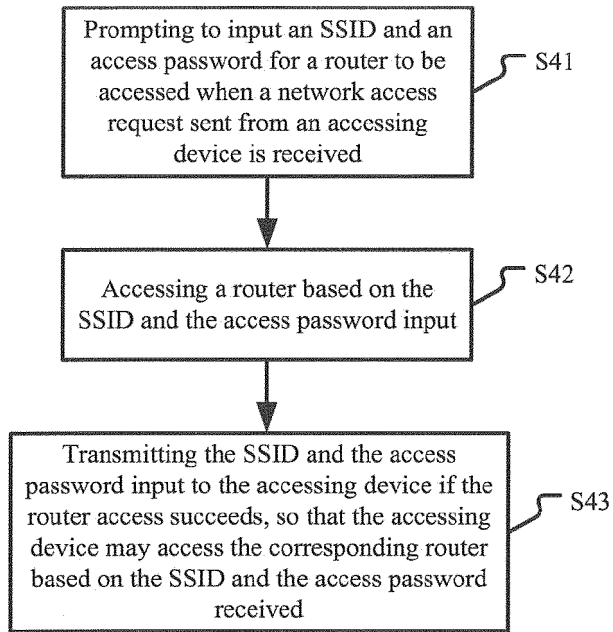 Prompting to input an SSID and an
access password for a router to be
accessed when a network access
request sent from an accessing
device is received
S41
Accessing a router based on the
SSID and the access password input
S42
Transmitting the SSID and the access
password input to the accessing device if the
router access succeeds, so that the accessing
device may access the corresponding router
based on the SSID and the access password
received
S43